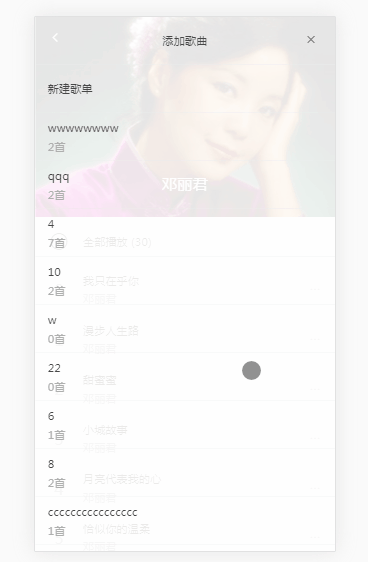 添加歌曲
新建歌单
wwwwwwww
2首
qqq
2首
邓丽君
4
7首
全部播放 (30)
10
2首
我只在乎你
邓丽君
w
0首
漫步人生路
邓丽君
22
0首
甜蜜蜜
邓丽君
6
1首
小城故事
邓丽君
8
2首
月亮代表我的心
邓丽君
cccccccccccccccc
1首
恰似你的温柔
邓丽君